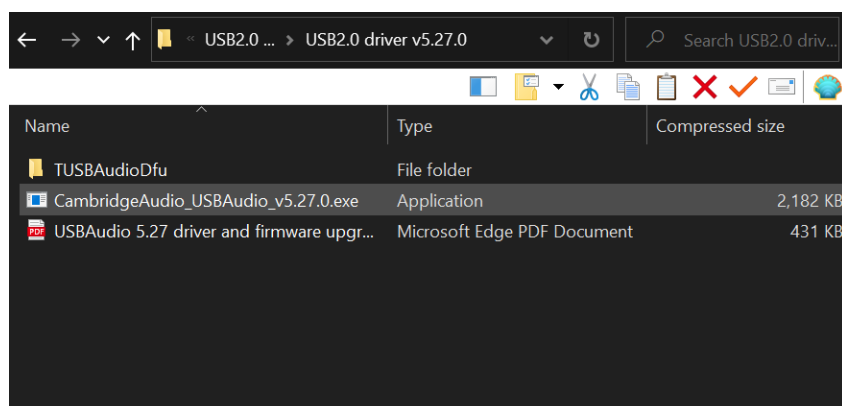 « USB2.0 ... > USB2.0 driver v5.27.0 Search USB2.0 driv...
Name Type Compressed size
TUSBAudioDfu File folder
CambridgeAudio_USBAudio_v5.27.0.exe Application 2,182 KB
PDF USBAudio 5.27 driver and firmware upgr... Microsoft Edge PDF Document 431 KB